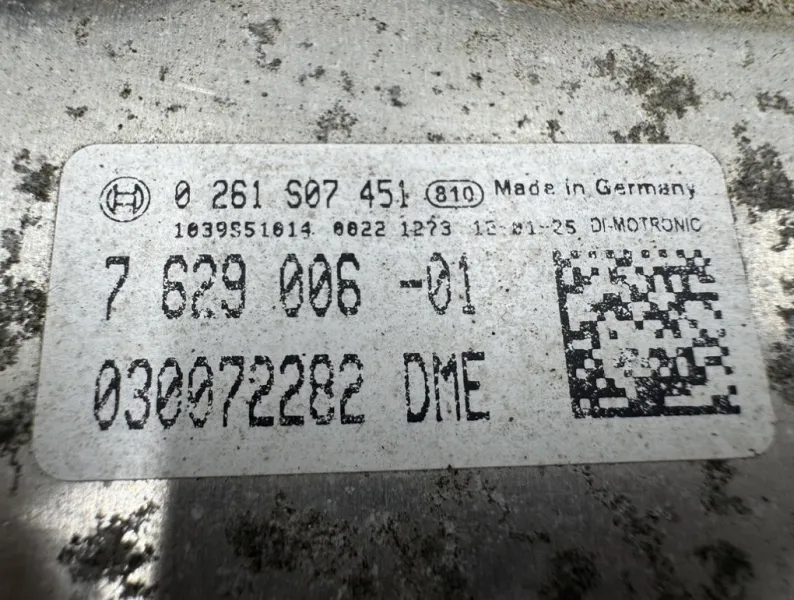 0 261 S07 451 810 Made in Germany
1039S51014 0022 1273 12-01-25 DI-MOTRONIC
7 629 006 -01
030072282 DME